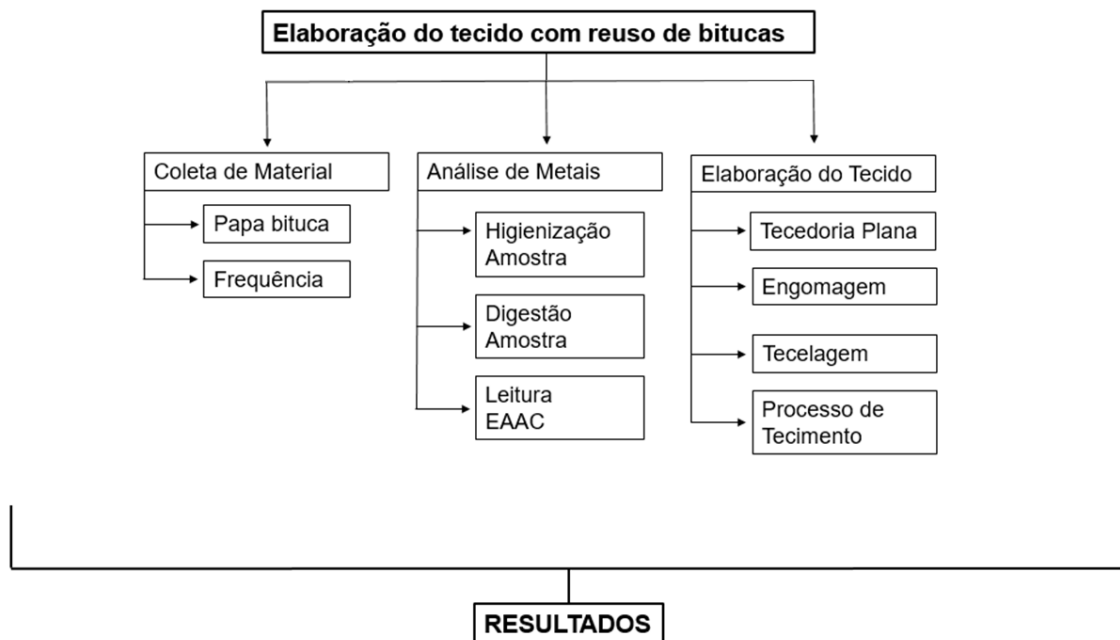 Elaboração do tecido com reuso de bitucas
Coleta de Material
Papa bituca
Frequência
Análise de Metais
Higienização
Amostra
Digestão
Amostra
Leitura
EAAC
Elaboração do Tecido
Tecedoria Plana
Engomagem
Tecelagem
Processo de
Tecimento
RESULTADOS